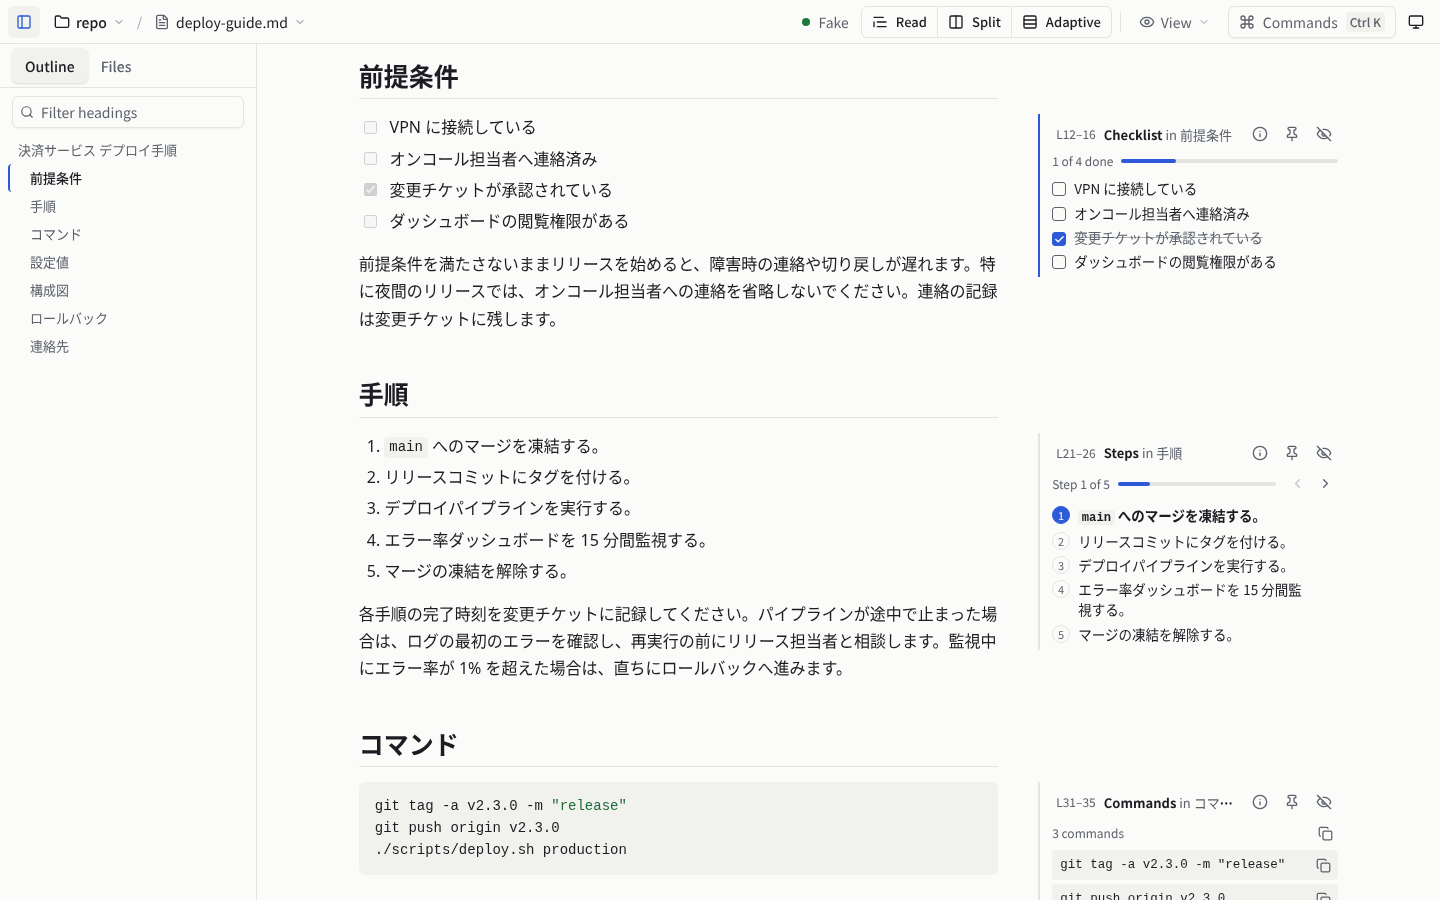 repo / deploy-guide.md
Fake
Read
Split
Adaptive
View
Commands Ctrl K
Outline
Files
Filter headings
決済サービス デプロイ手順
前提条件
手順
コマンド
設定値
構成図
ロールバック
連絡先
前提条件
VPN に接続している
オンコール担当者へ連絡済み
変更チケットが承認されている
ダッシュボードの閲覧権限がある
前提条件を満たさないままリリースを始めると、障害時の連絡や切り戻しが遅れます。特
に夜間のリリースでは、オンコール担当者への連絡を省略しないでください。連絡の記録
は変更チケットに残します。
手順
1. main へのマージを凍結する。
2. リリースコミットにタグを付ける。
3. デプロイパイプラインを実行する。
4. エラー率ダッシュボードを 15 分間監視する。
5. マージの凍結を解除する。
各手順の完了時刻を変更チケットに記録してください。パイプラインが途中で止まった場
合は、ログの最初のエラーを確認し、再実行の前にリリース担当者と相談します。監視中
にエラー率が 1% を超えた場合は、直ちにロールバックへ進みます。
コマンド
git tag -a v2.3.0 -m "release"
git push origin v2.3.0
./scripts/deploy.sh production
L12–16 Checklist in 前提条件
1 of 4 done
VPN に接続している
オンコール担当者へ連絡済み
変更チケットが承認されている
ダッシュボードの閲覧権限がある
L21–26 Steps in 手順
Step 1 of 5
1 main へのマージを凍結する。
2 リリースコミットにタグを付ける。
3 デプロイパイプラインを実行する。
4 エラー率ダッシュボードを 15 分間監
視する。
5 マージの凍結を解除する。
L31–35 Commands in コマ…
3 commands
git tag -a v2.3.0 -m "release"
git push origin v2.3.0